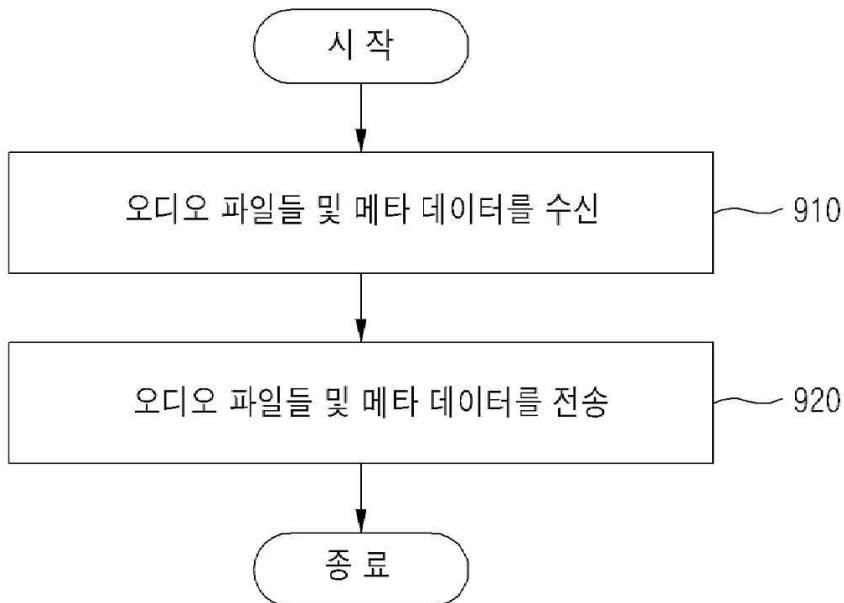 시 작
오디오 파일들 및 메타 데이터를 수신
910
오디오 파일들 및 메타 데이터를 전송
920
종 료